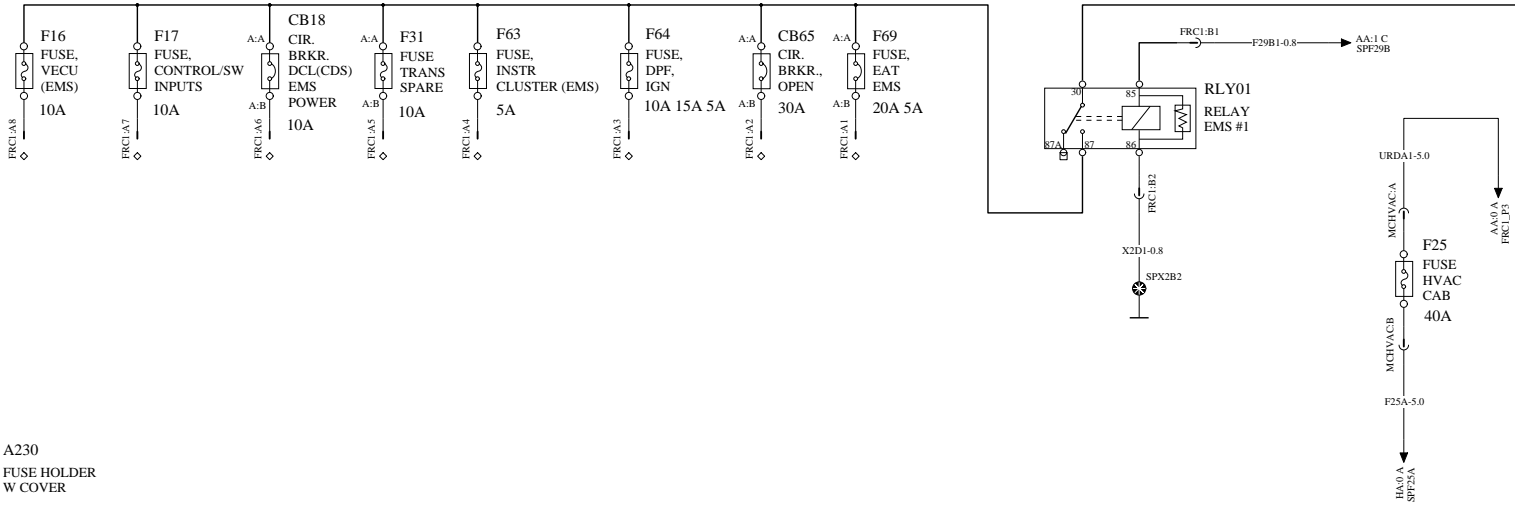 F16
FUSE,
VECU
(EMS)
10A
FRC1:A8
F17
FUSE,
CONTROL/SW
INPUTS
10A
FRC1:A7
A:A
A:B
CB18
CIR.
BRKR.
DCL(CDS)
EMS
POWER
10A
FRC1:A6
A:A
A:B
F31
FUSE
TRANS
SPARE
10A
FRC1:A5
F63
FUSE,
INSTR
CLUSTER (EMS)
5A
FRC1:A4
F64
FUSE,
DPF,
IGN
10A 15A 5A
FRC1:A3
A:A
A:B
CB65
CIR.
BRKR.,
OPEN
30A
FRC1:A2
A:A
A:B
F69
FUSE,
EAT
EMS
20A 5A
FRC1:A1
FRC1:B1
F29B1-0.8
AA:1 C
SPF29B
30
85
87A
87
86
RLY01
RELAY
EMS #1
FRC1:B2
X2D1-0.8
SPX2B2
URDA1-5.0
AA:0 A
FRC1_P3
MCHVAC:A
F25
FUSE
HVAC
CAB
40A
MCHVAC:B
F25A-5.0
HA:0 A
SPF25A
A230
FUSE HOLDER
W COVER